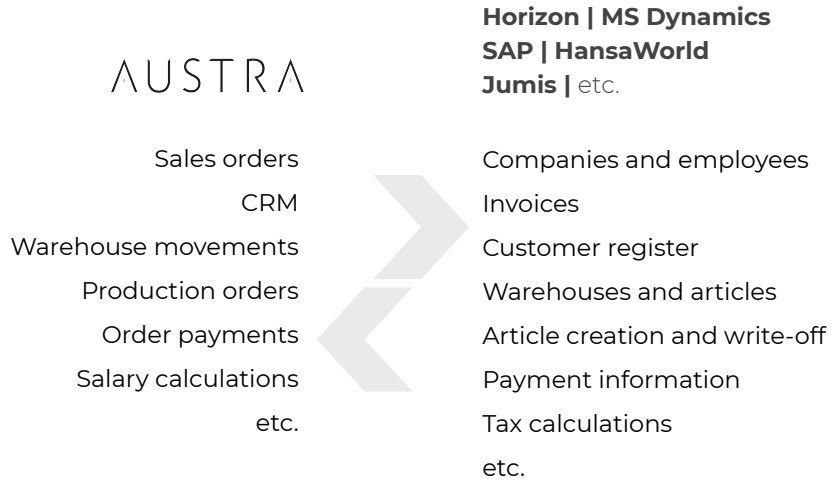 AUSTRA
Sales orders
CRM
Warehouse movements
Production orders
Order payments
Salary calculations
etc.
Horizon | MS Dynamics
SAP | HansaWorld
Jumis | etc.
Companies and employees
Invoices
Customer register
Warehouses and articles
Article creation and write-off
Payment information
Tax calculations
etc.